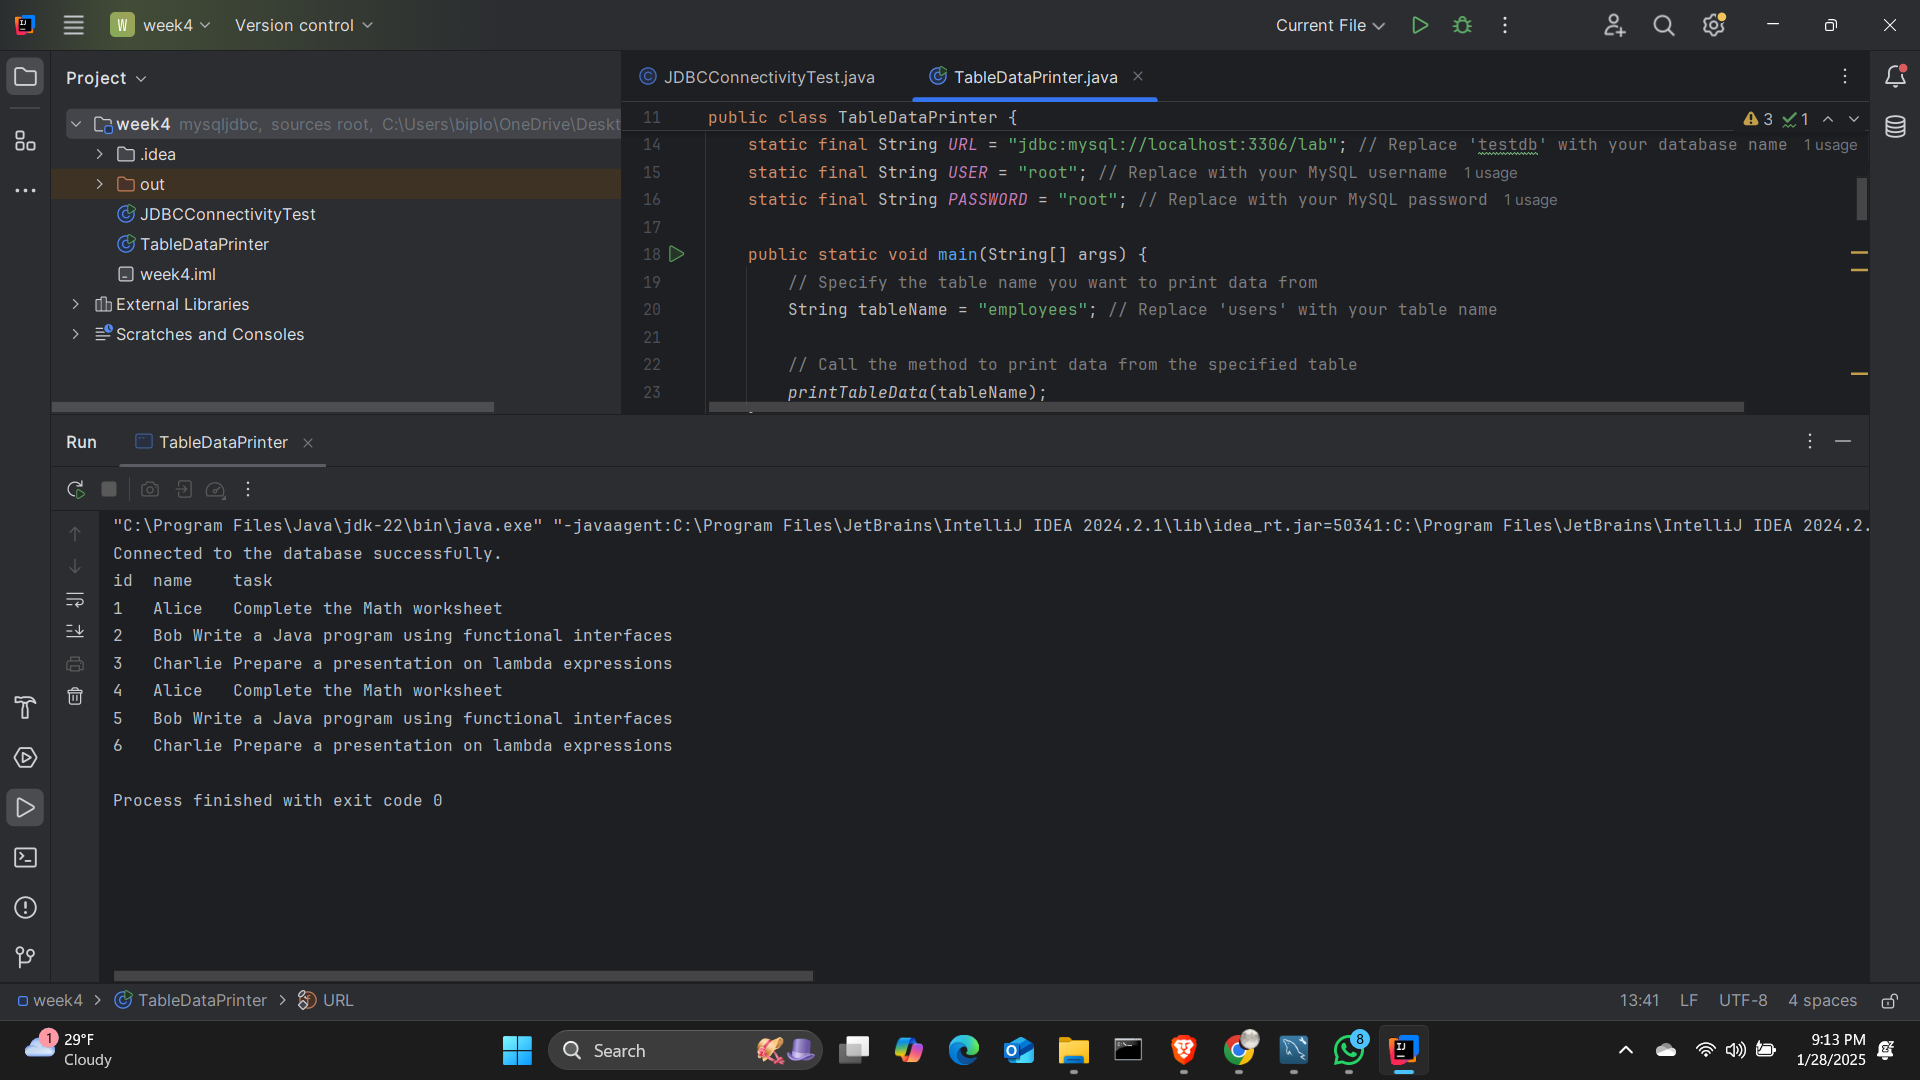 W week4 Version control Current File
Project
JDBCConnectivityTest.java TableDataPrinter.java
week4 mysqljdbc, sources root, C:\Users\biplo\OneDrive\Deskt
.idea
out
JDBCConnectivityTest
TableDataPrinter
week4.iml
External Libraries
Scratches and Consoles
11 public class TableDataPrinter { 3 1
14 static final String URL = "jdbc:mysql://localhost:3306/lab"; // Replace 'testdb' with your database name 1 usage
15 static final String USER = "root"; // Replace with your MySQL username 1 usage
16 static final String PASSWORD = "root"; // Replace with your MySQL password 1 usage
17
18 public static void main(String[] args) {
19 // Specify the table name you want to print data from
20 String tableName = "employees"; // Replace 'users' with your table name
21
22 // Call the method to print data from the specified table
23 printTableData(tableName);
Run TableDataPrinter
"C:\Program Files\Java\jdk-22\bin\java.exe" "-javaagent:C:\Program Files\JetBrains\IntelliJ IDEA 2024.2.1\lib\idea_rt.jar=50341:C:\Program Files\JetBrains\IntelliJ IDEA 2024.2.
Connected to the database successfully.
id name task
1 Alice Complete the Math worksheet
2 Bob Write a Java program using functional interfaces
3 Charlie Prepare a presentation on lambda expressions
4 Alice Complete the Math worksheet
5 Bob Write a Java program using functional interfaces
6 Charlie Prepare a presentation on lambda expressions
Process finished with exit code 0
week4 > TableDataPrinter > URL 13:41 LF UTF-8 4 spaces
1 29°F
Cloudy
Search
8
9:13 PM
1/28/2025